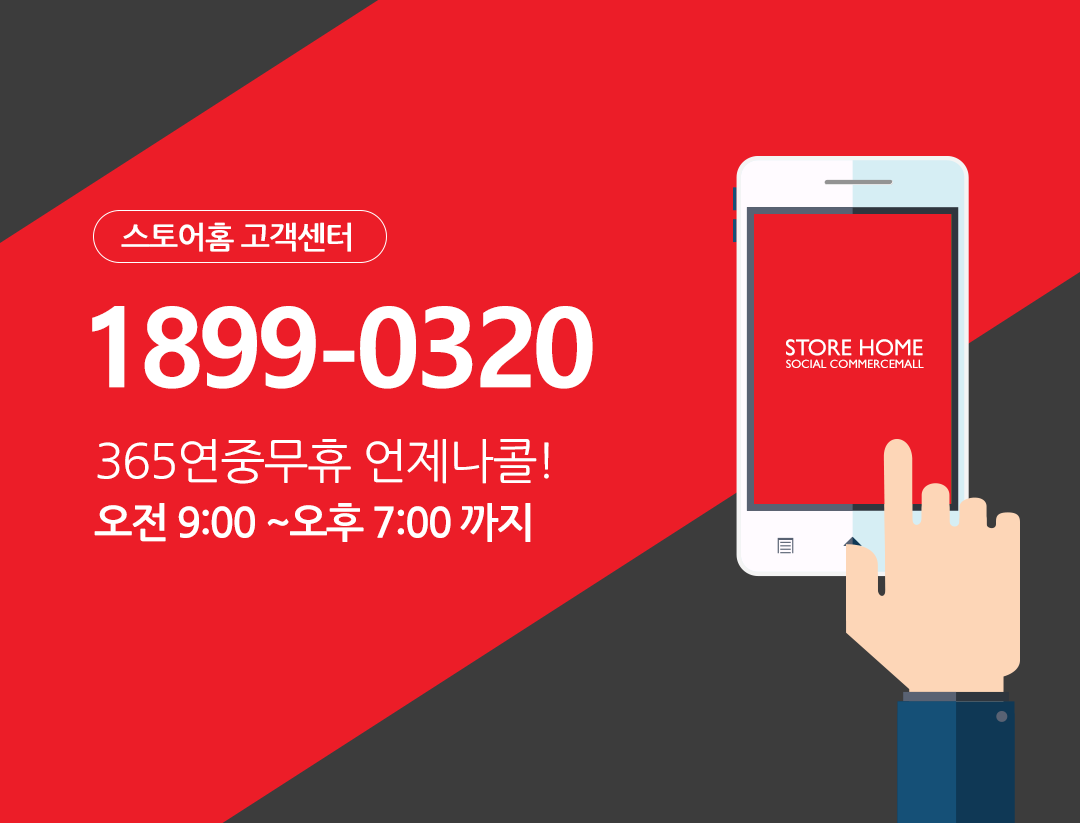 스토어홈 고객센터
1899-0320
365연중무휴 언제나콜!
오전 9:00 ~오후 7:00 까지
STORE HOME
SOCIAL COMMERCEMALL